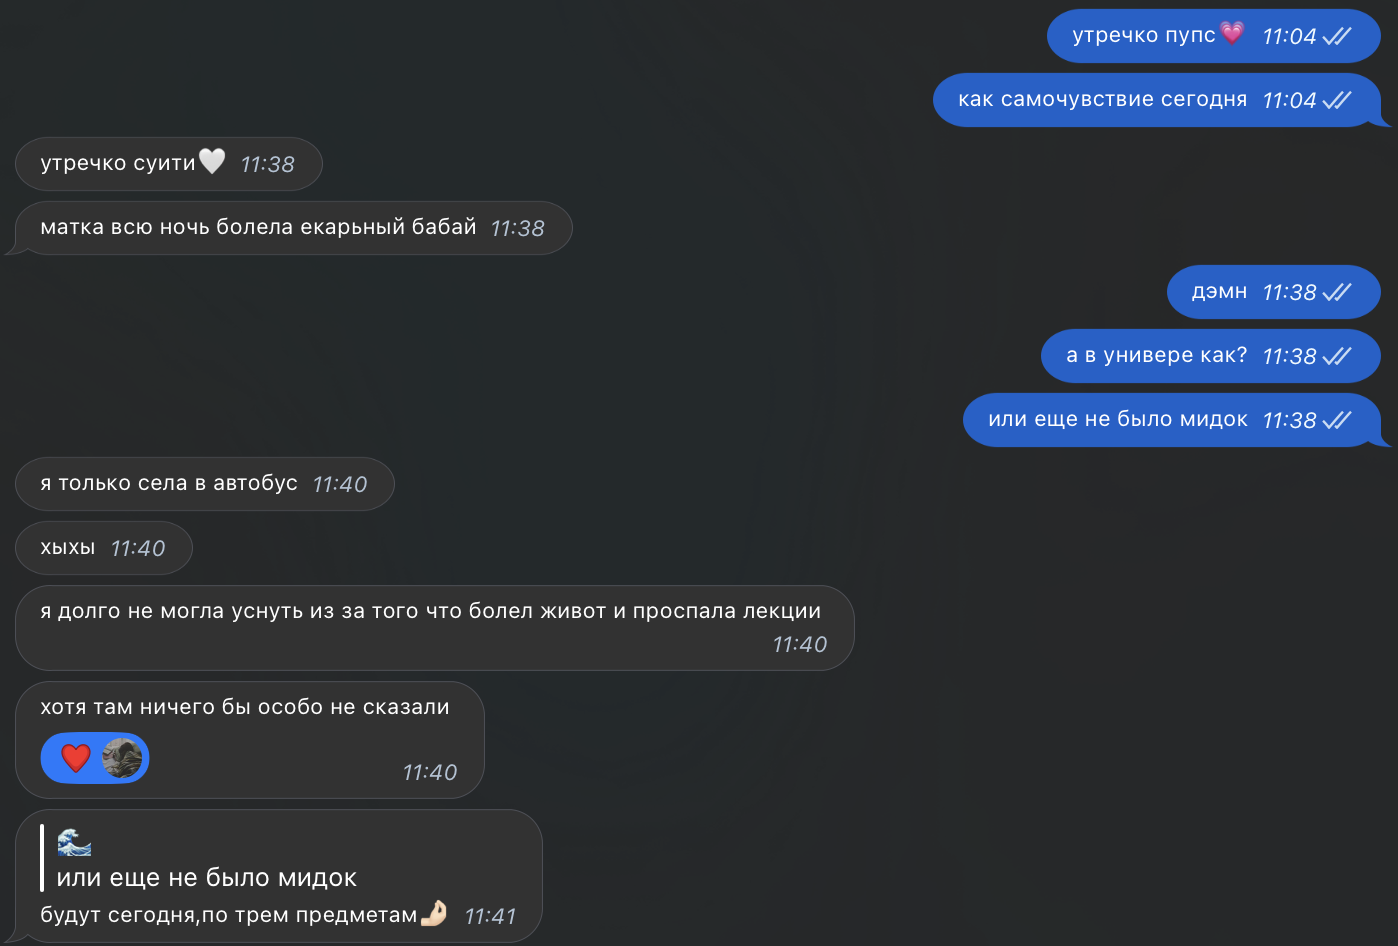 утречко пупс💗 11:04
как самочувствие сегодня 11:04
утречко суити🤍 11:38
матка всю ночь болела екарьный бабай 11:38
дэмн 11:38
а в универе как? 11:38
или еще не было мидок 11:38
я только села в автобус 11:40
хыхы 11:40
я долго не могла уснуть из за того что болел живот и проспала лекции
11:40
хотя там ничего бы особо не сказали
❤️ 11:40
🌊
или еще не было мидок
будут сегодня,по трем предметам🤌🏻 11:41